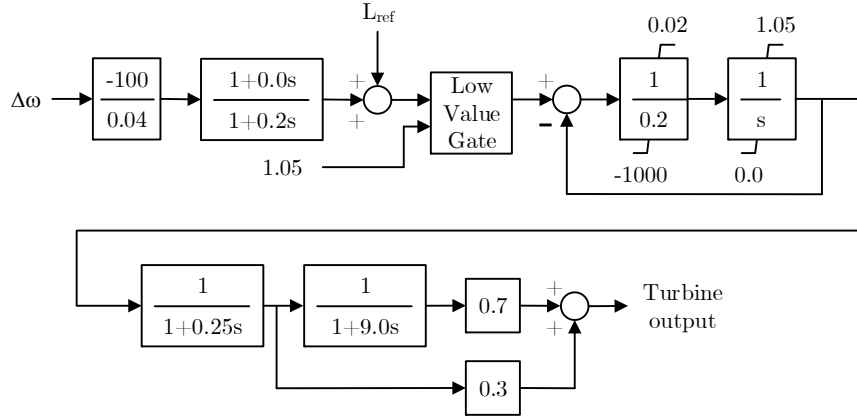 L_ref
Δω
-100
0.04
1+0.0s
1+0.2s
+
+
Low
Value
Gate
1.05
+
-
0.02
1
0.2
-1000
1.05
1
s
0.0
1
1+0.25s
1
1+9.0s
0.7
+
+
Turbine
output
0.3